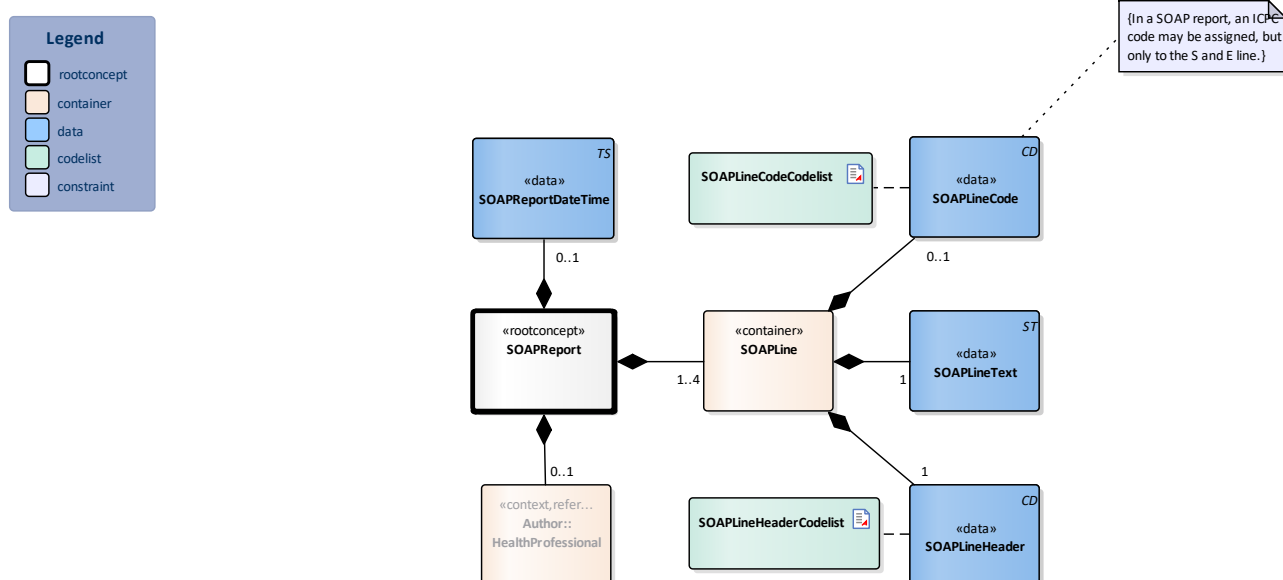 Legend
rootconcept
container
data
codelist
constraint
{In a SOAP report, an ICPC
code may be assigned, but
only to the S and E line.}
TS
«data»
SOAPReportDateTime
SOAPLineCodeCodelist
CD
«data»
SOAPLineCode
0..1
0..1
«rootconcept»
SOAPReport
«container»
SOAPLine
ST
«data»
SOAPLineText
1..4
1
0..1
1
«context,refer...
Author::
HealthProfessional
SOAPLineHeaderCodelist
CD
«data»
SOAPLineHeader